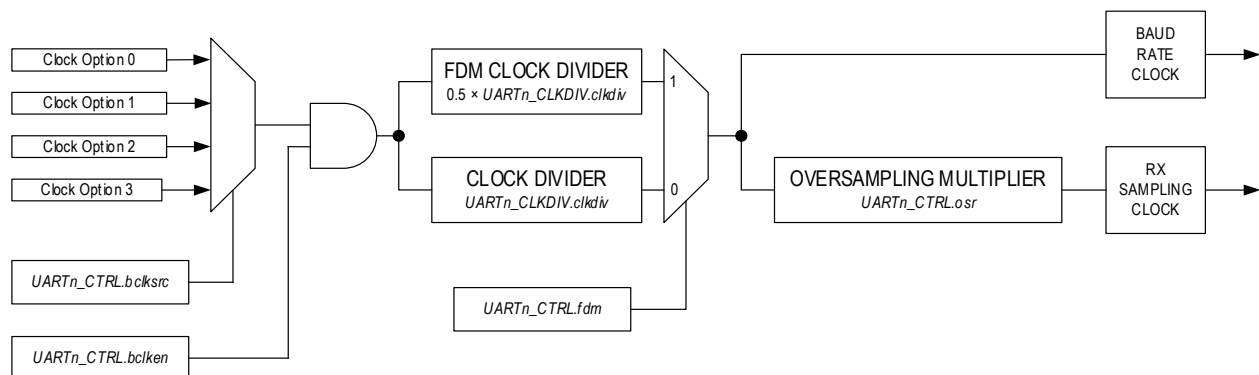 Clock Option 0
Clock Option 1
Clock Option 2
Clock Option 3
UARTn_CTRL.bclksrc
UARTn_CTRL.bclken
FDM CLOCK DIVIDER
0.5 × UARTn_CLKDIV.clkdiv
CLOCK DIVIDER
UARTn_CLKDIV.clkdiv
1
0
UARTn_CTRL.fdm
OVERSAMPLING MULTIPLIER
UARTn_CTRL.osr
BAUD
RATE
CLOCK
RX
SAMPLING
CLOCK